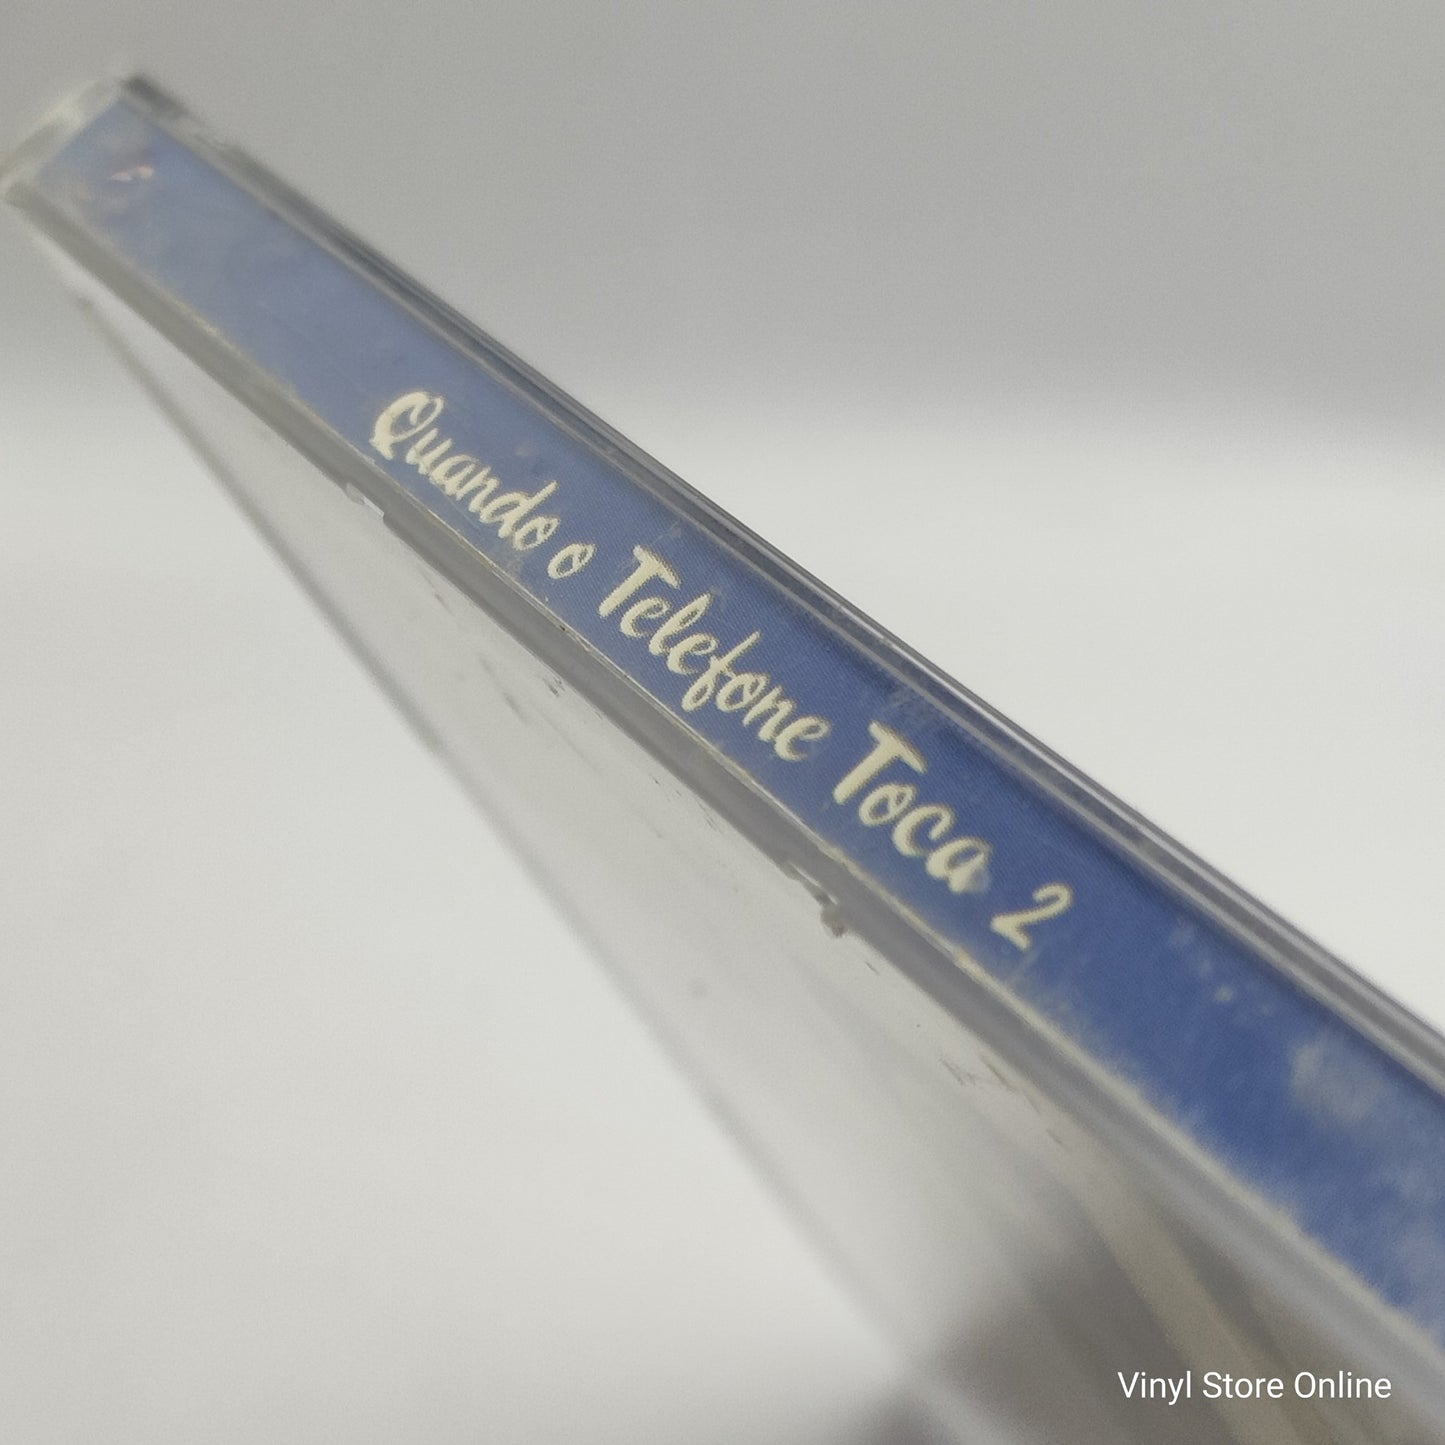 Quando o Telefone Toca 2
Vinyl Store Online